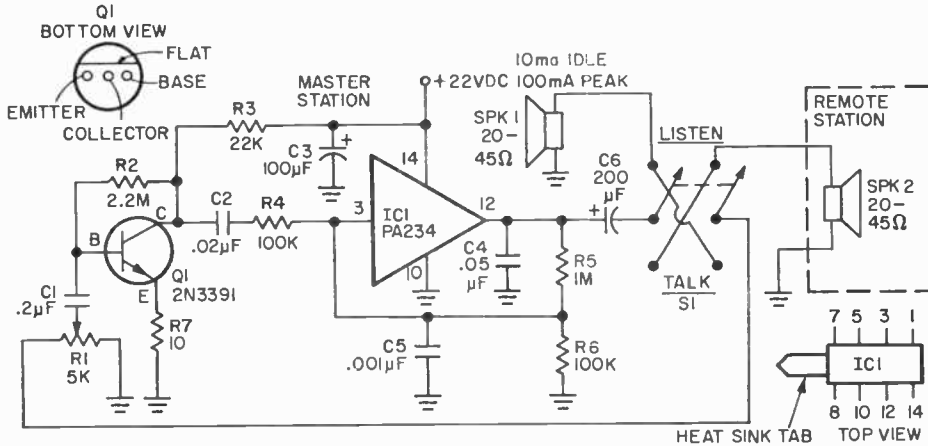 Q1
BOTTOM VIEW
FLAT
BASE
EMITTER
COLLECTOR
R3
22K
MASTER
STATION
C3
100µF
+
10ma IDLE
+22VDC 100mA PEAK
SPK 1
20-
45Ω
LISTEN
REMOTE
STATION
SPK 2
20-
45Ω
R2
2.2M
C
B
E
Q1
2N3391
C2
.02µF
R4
100K
3
14
IC1
PA234
12
10
C6
200
µF
+
C4
.05
µF
R5
1M
TALK
S1
C1
.2µF
R1
5K
R7
10
C5
.001µF
R6
100K
7 5 3 1
IC1
8 10 12 14
HEAT SINK TAB
TOP VIEW